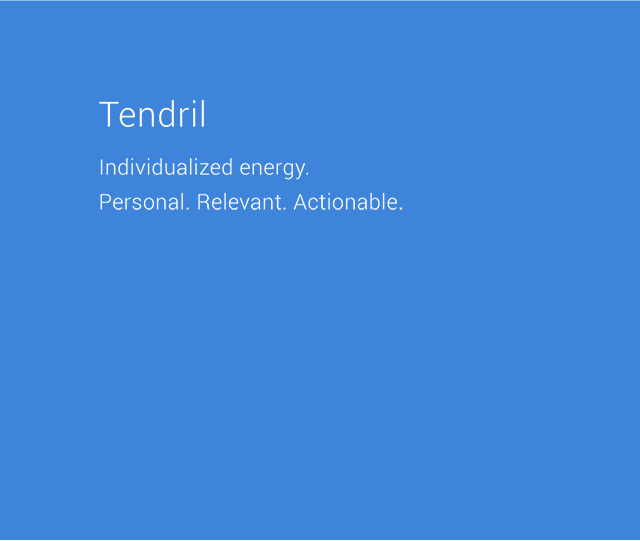 Tendril
Individualized energy.
Personal. Relevant. Actionable.